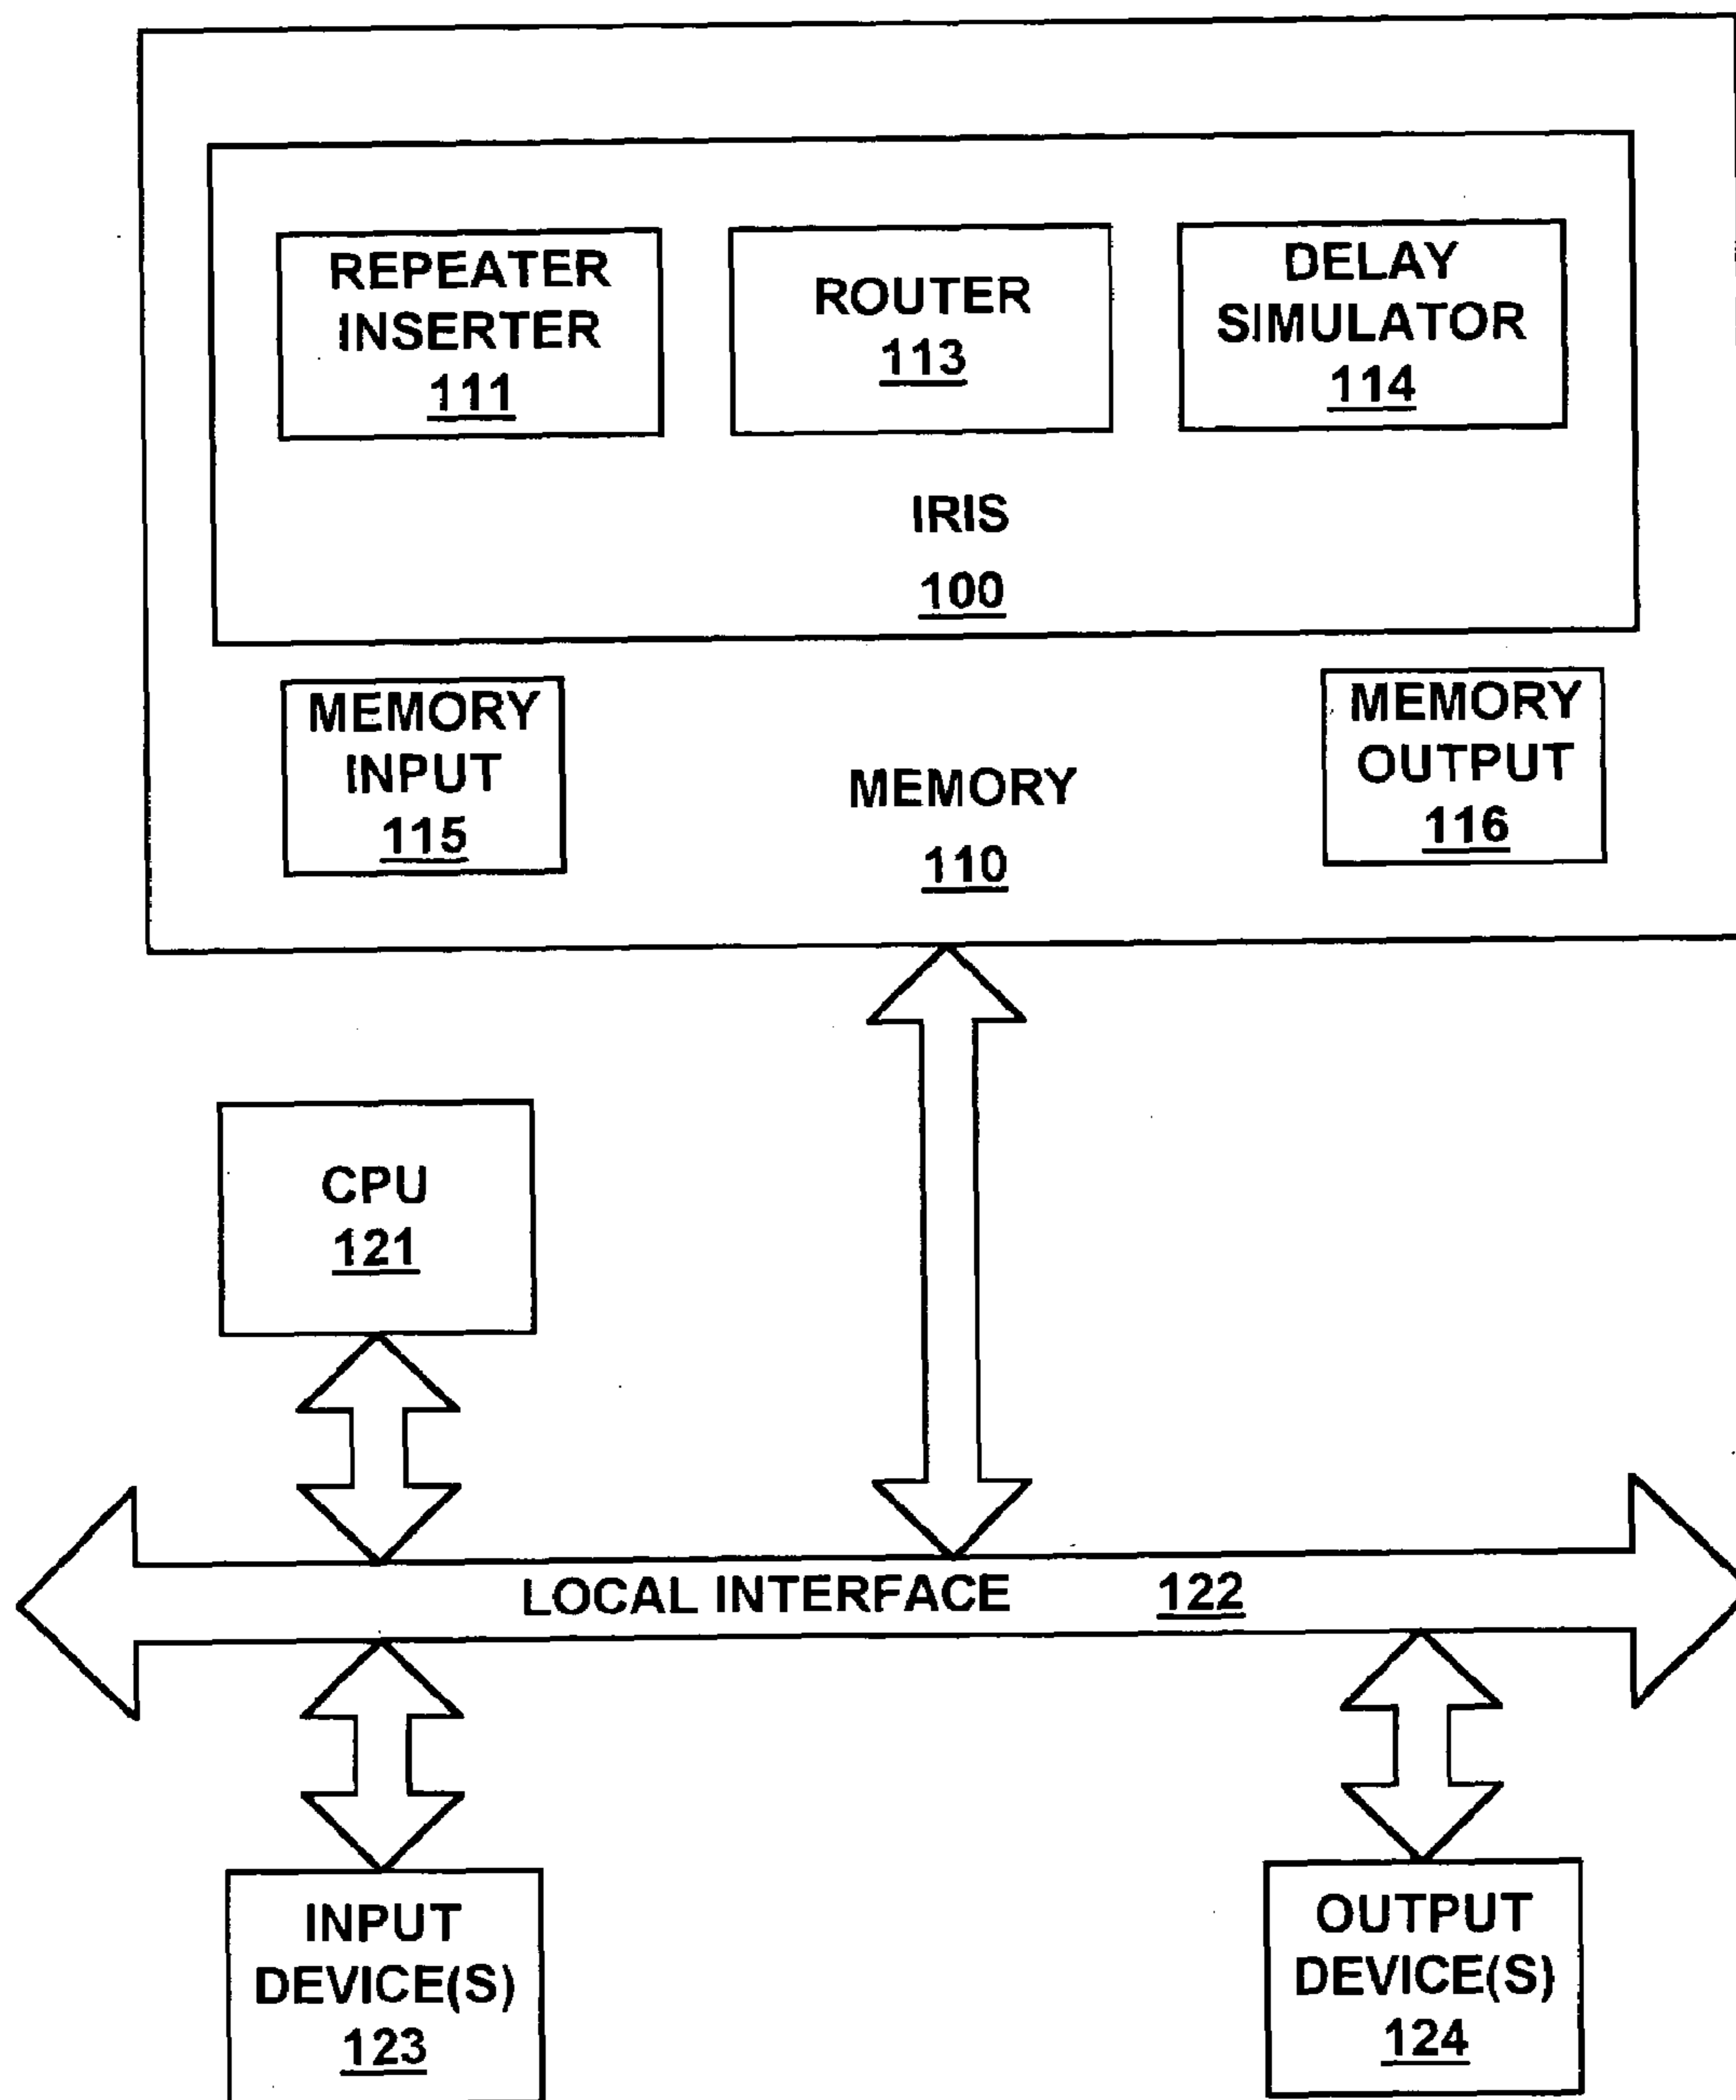 REPEATER
INSERTER
111
ROUTER
113
DELAY
SIMULATOR
114
IRIS
100
MEMORY
INPUT
115
MEMORY
110
MEMORY
OUTPUT
116
CPU
121
LOCAL INTERFACE 122
INPUT
DEVICE(S)
123
OUTPUT
DEVICE(S)
124